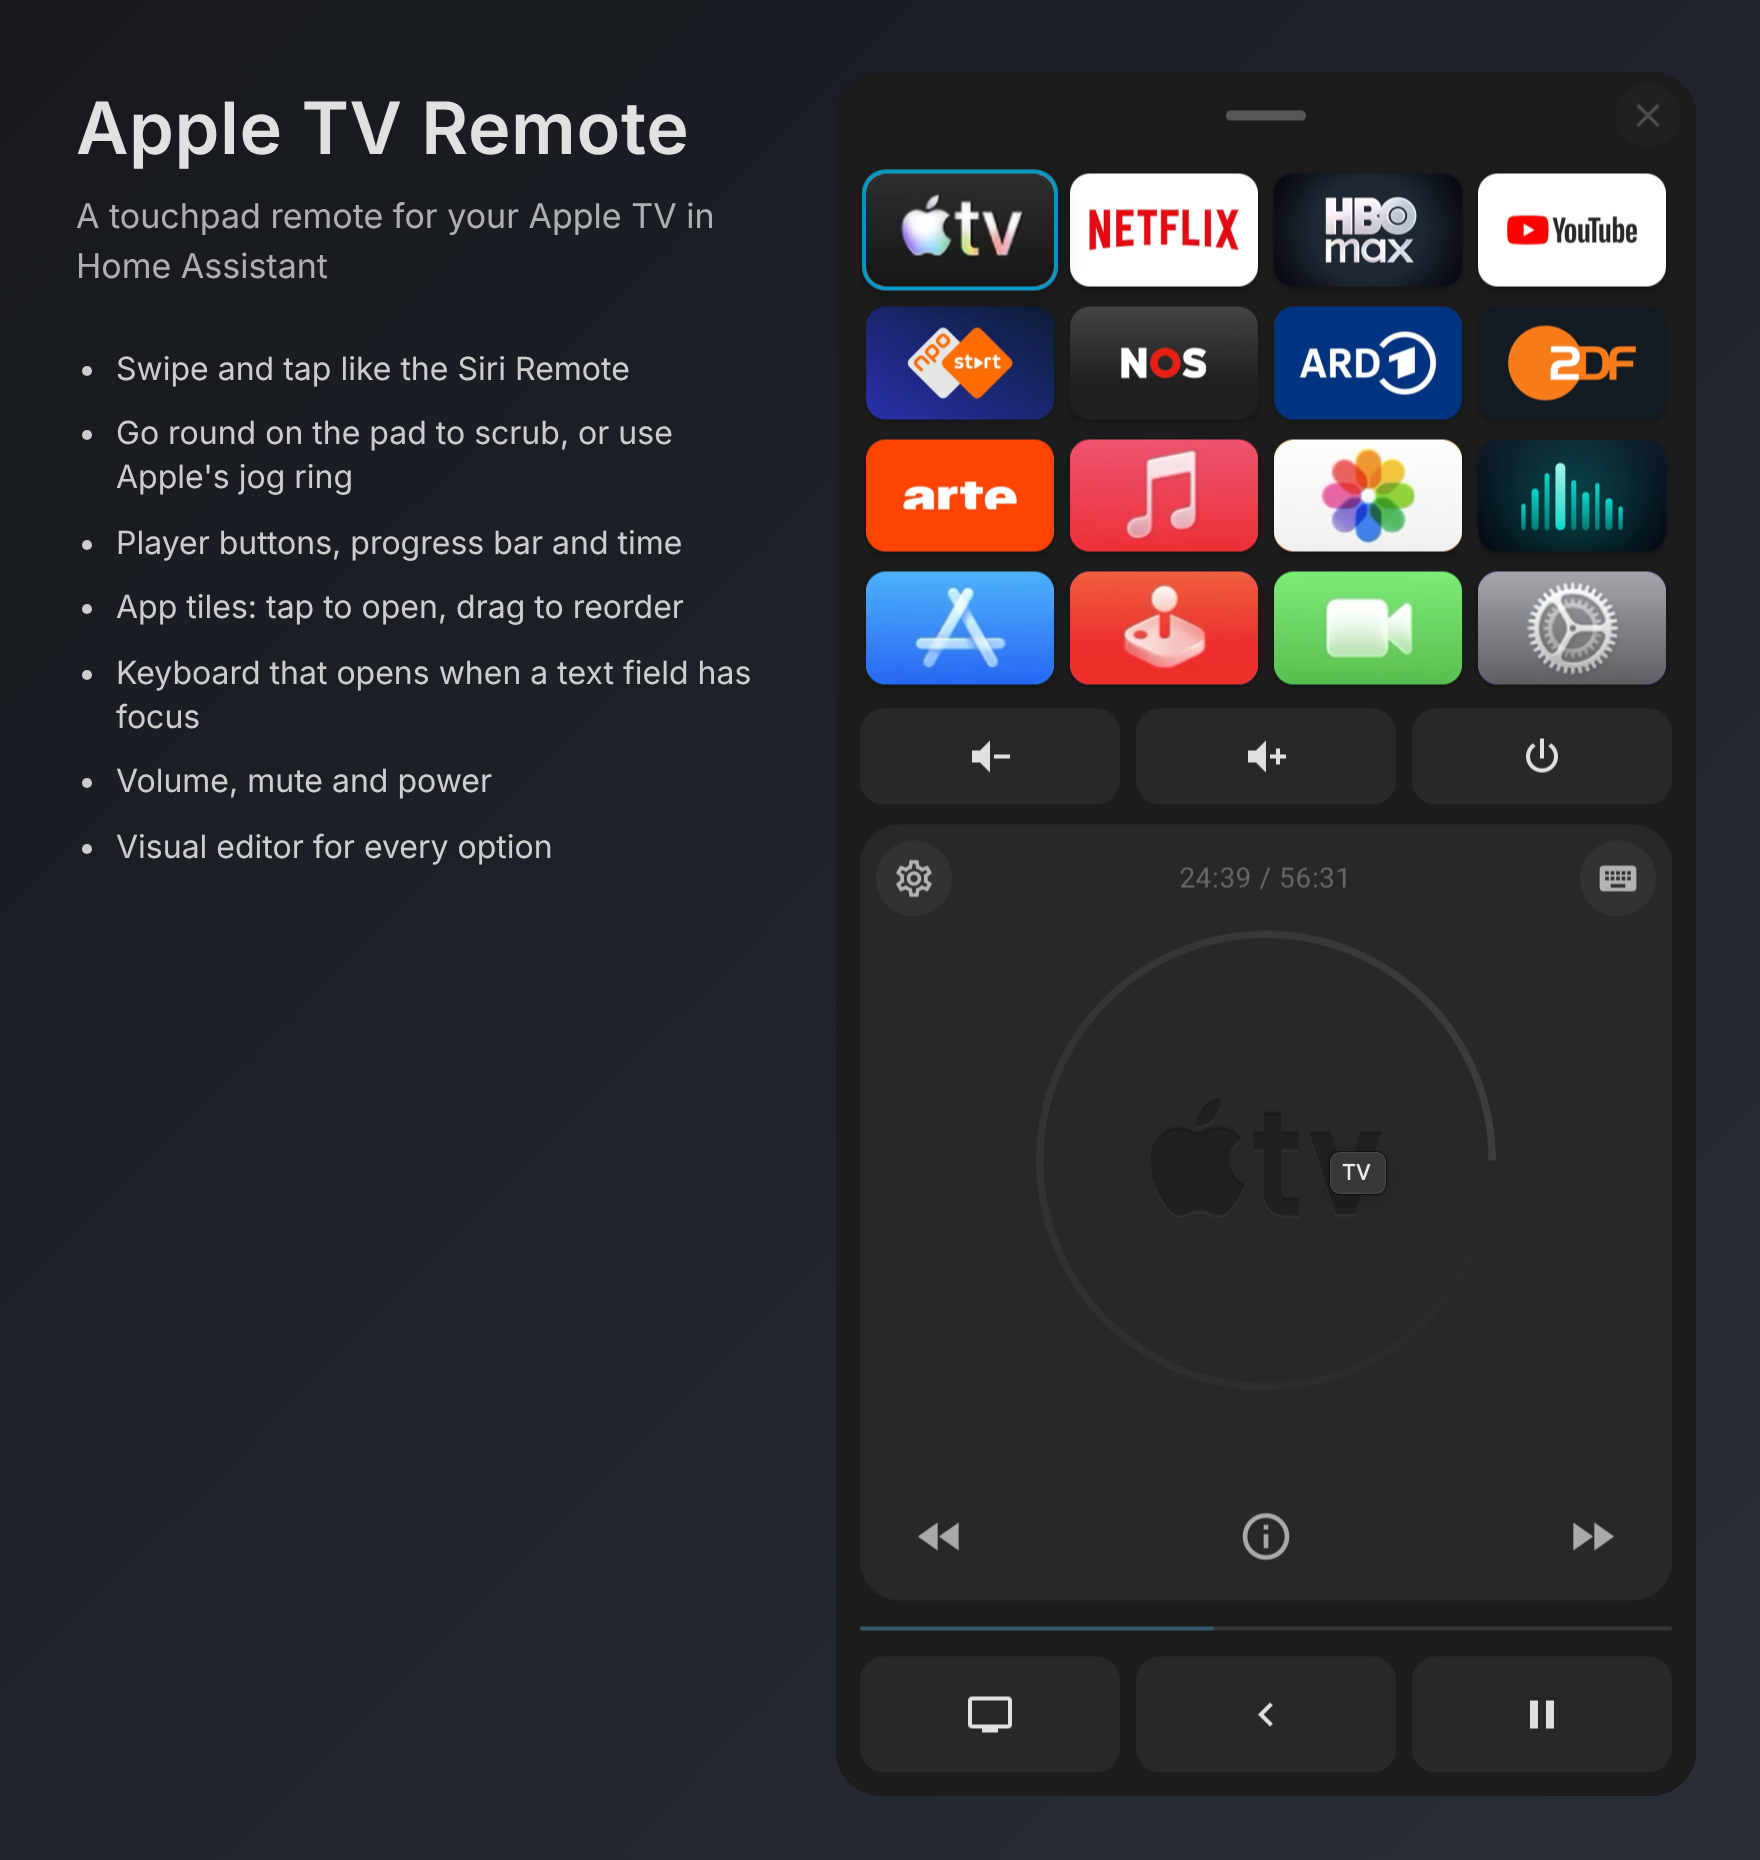 Apple TV Remote
A touchpad remote for your Apple TV in
Home Assistant
• Swipe and tap like the Siri Remote
• Go round on the pad to scrub, or use
Apple's jog ring
• Player buttons, progress bar and time
• App tiles: tap to open, drag to reorder
• Keyboard that opens when a text field has
focus
• Volume, mute and power
• Visual editor for every option
tv
NETFLIX
HBO
max
YouTube
npo
start
NOS
ARD 1
ZDF
arte
24:39 / 56:31
tv
TV